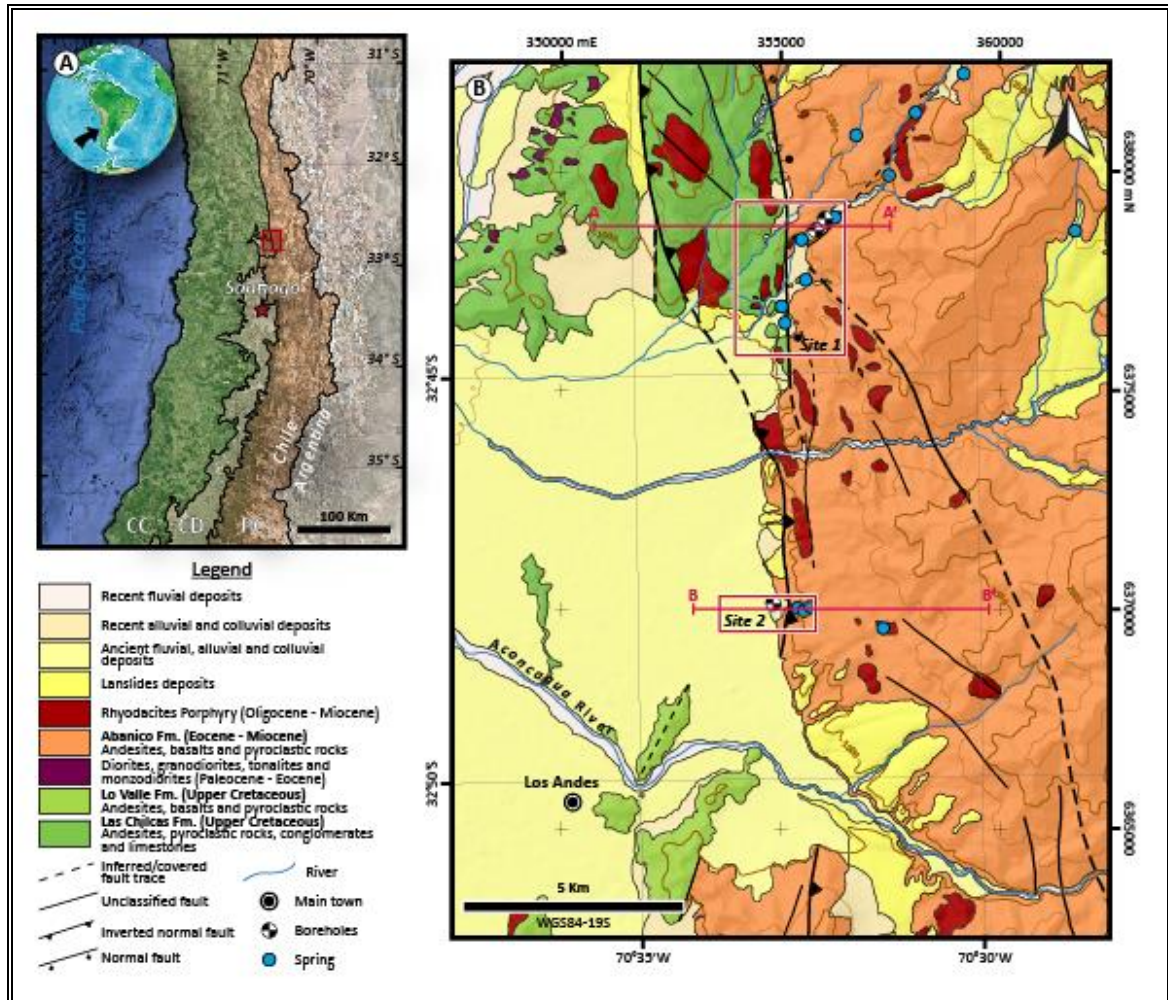 A
71°W
70°W
31°S
32°S
33°S
34°S
35°S
Pacific Ocean
Santiago
Chile
Argentina
CC
CD
PC
100 Km
Legend
Recent fluvial deposits
Recent alluvial and colluvial deposits
Ancient fluvial, alluvial and colluvial
deposits
Lanslides deposits
Rhyodacites Porphyry (Oligocene - Miocene)
Abanico Fm. (Eocene - Miocene)
Andesites, basalts and pyroclastic rocks
Diorites, granodiorites, tonalites and
monzodiorites (Paleocene - Eocene)
Lo Valle Fm. (Upper Cretaceous)
Andesites, basalts and pyroclastic rocks
Las Chilcas Fm. (Upper Cretaceous)
Andesites, pyroclastic rocks, conglomerates
and limestories
Inferred/covered
fault trace
Unclassified fault
Inverted normal fault
Normal fault
River
Main town
Boreholes
Spring
350000 mE
355000
360000
B
N
6380000 mN
6375000
6370000
6365000
32°45'S
32°50'S
A
A'
Site 1
B
B'
Site 2
Aconcagua River
Los Andes
5 Km
WGS84-19S
70°35'W
70°30'W